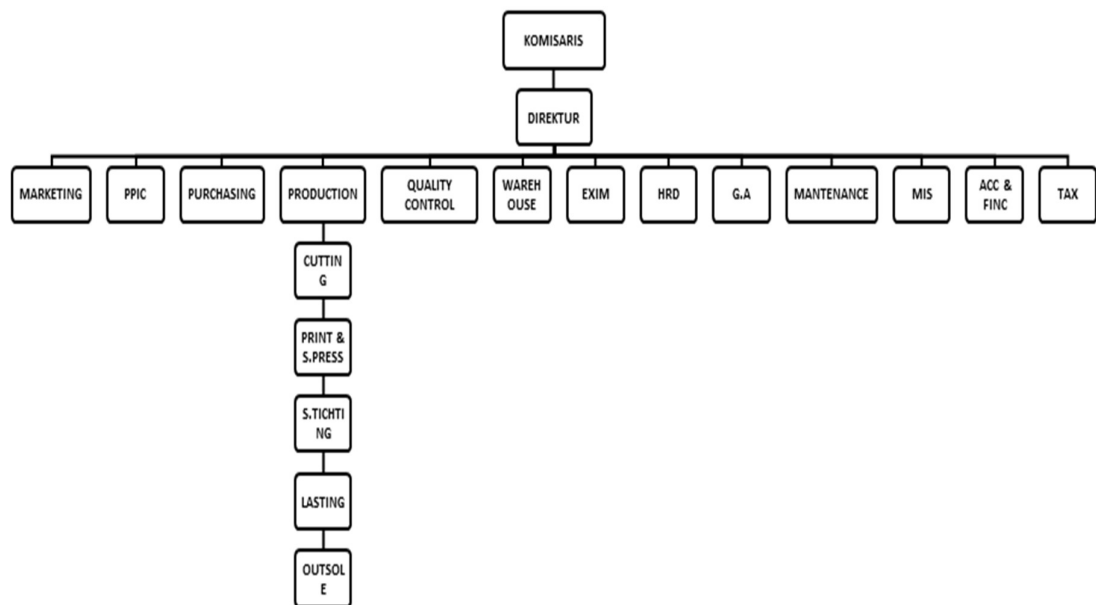 KOMISARIS
DIREKTUR
MARKETING
PPIC
PURCHASING
PRODUCTION
QUALITY
CONTROL
WAREH
OUSE
EXIM
HRD
G.A
MANTENANCE
MIS
ACC &
FINC
TAX
CUTTIN
G
PRINT &
S.PRESS
S.TICHTI
NG
LASTING
OUTSOL
E